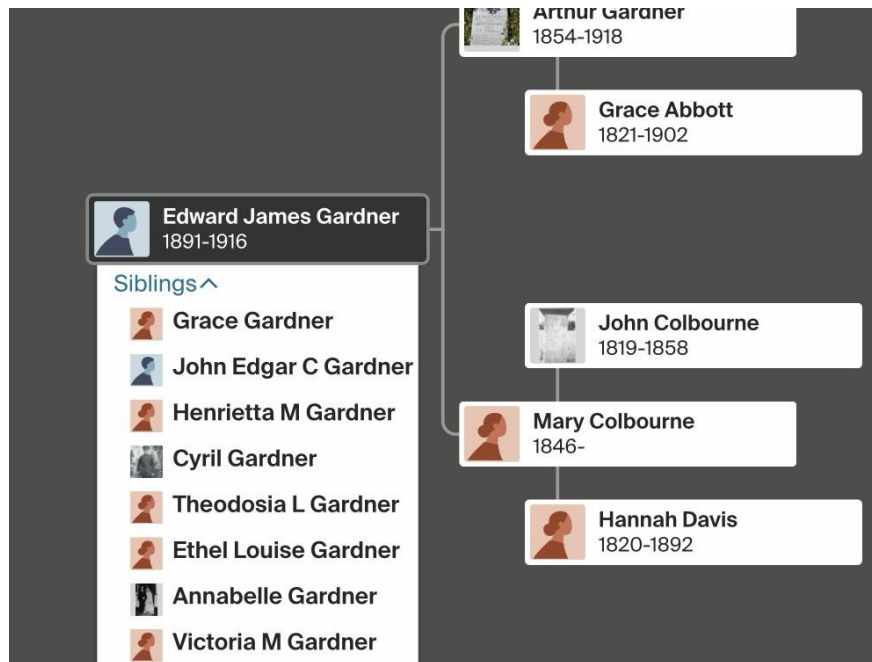 Arthur Gardner
1854-1918
Grace Abbott
1821-1902
Edward James Gardner
1891-1916
Siblings
Grace Gardner
John Edgar C Gardner
Henrietta M Gardner
Cyril Gardner
Theodosia L Gardner
Ethel Louise Gardner
Annabelle Gardner
Victoria M Gardner
John Colbourne
1819-1858
Mary Colbourne
1846-
Hannah Davis
1820-1892